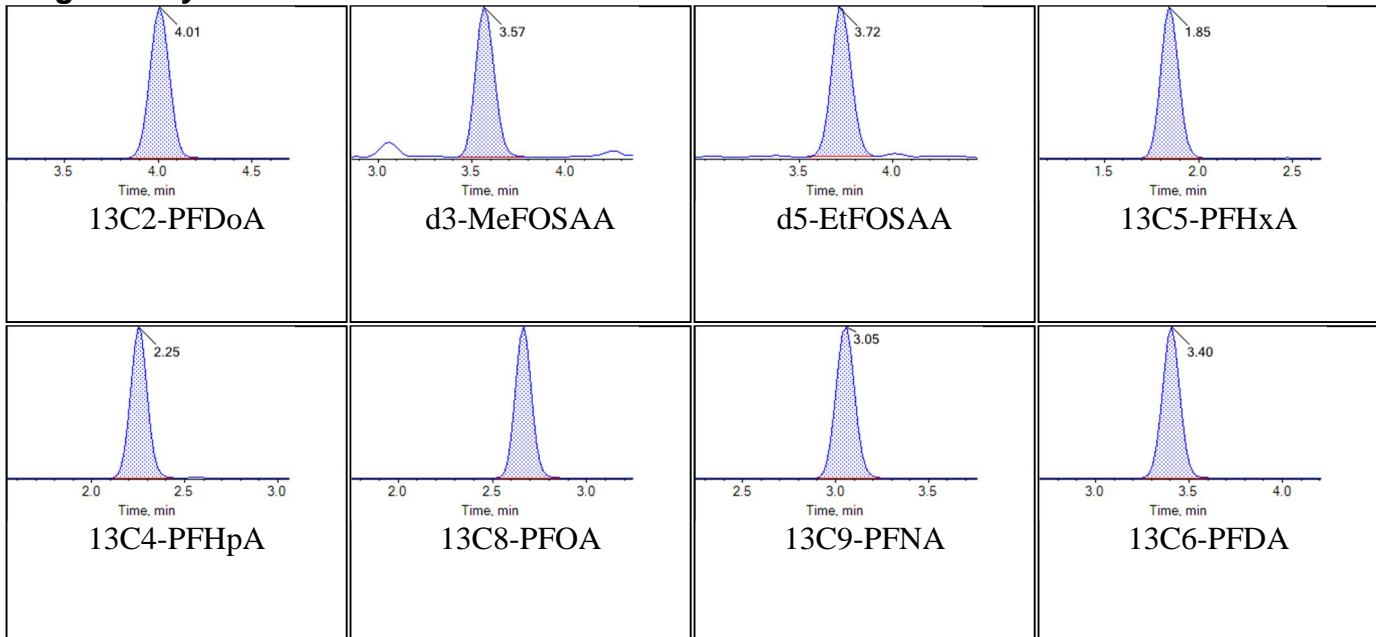 4.01
3.5 4.0 4.5
Time, min
13C2-PFDoA
3.57
3.0 3.5 4.0
Time, min
d3-MeFOSAA
3.72
3.5 4.0
Time, min
d5-EtFOSAA
1.85
1.5 2.0 2.5
Time, min
13C5-PFHxA
2.25
2.0 2.5 3.0
Time, min
13C4-PFHpA
2.0 2.5 3.0
Time, min
13C8-PFOA
3.05
2.5 3.0 3.5
Time, min
13C9-PFNA
3.40
3.0 3.5 4.0
Time, min
13C6-PFDA